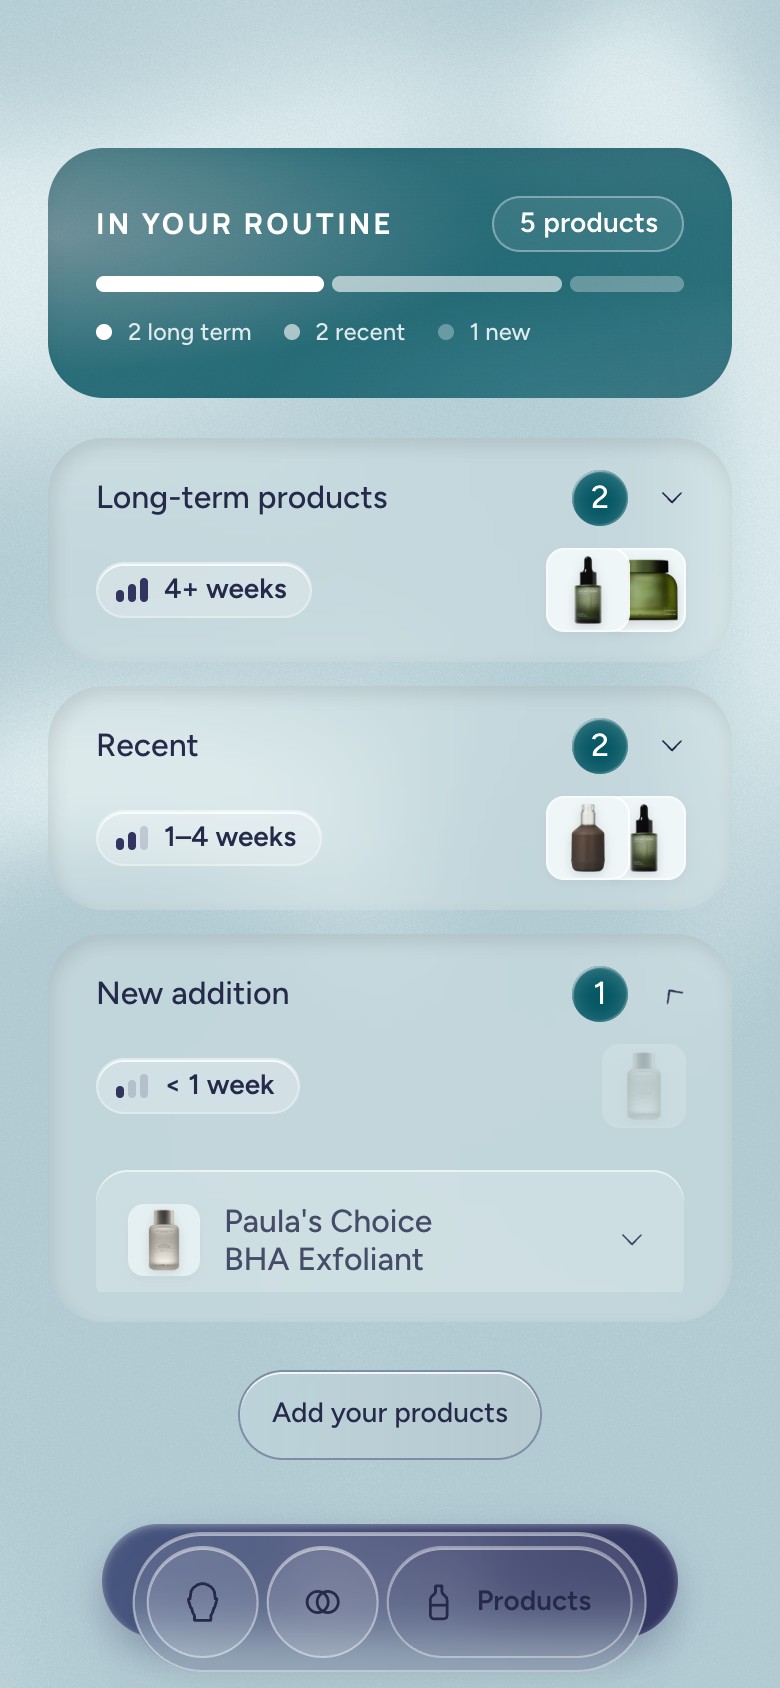 IN YOUR ROUTINE
5 products
2 long term
2 recent
1 new
Long-term products
2
4+ weeks
Recent
2
1–4 weeks
New addition
1
< 1 week
Paula's Choice
BHA Exfoliant
Add your products
Products